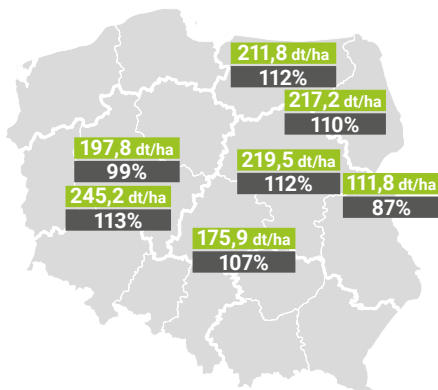 211,8 dt/ha
112%
217,2 dt/ha
110%
197,8 dt/ha
99%
219,5 dt/ha
112%
111,8 dt/ha
87%
245,2 dt/ha
113%
175,9 dt/ha
107%